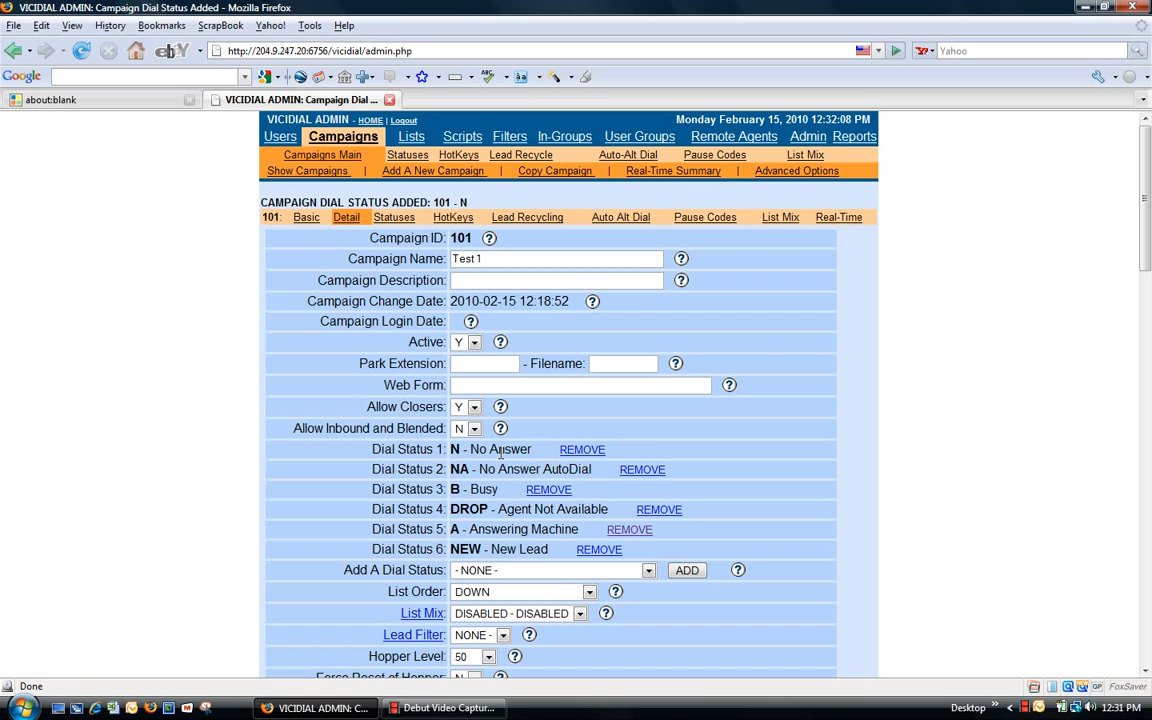 Campaign Dial Status Added - Mozilla Firefox
File Edit View History Bookmarks ScrapBook Yahoo! Tools Help
http://204.9.247.20:6756/vicidial/admin.php
Yahoo
Google
about:blank
VICIDIAL ADMIN: Campaign Dial ...
VICIDIAL ADMIN - HOME | Logout
Monday February 15, 2010 12:32:08 PM
Users Campaigns Lists Scripts Filters In-Groups User Groups Remote Agents Admin Reports
Campaigns Main Statuses HotKeys Lead Recycle Auto-Alt Dial Pause Codes List Mix
Show Campaigns | Add A New Campaign | Copy Campaign | Real-Time Summary | Advanced Options
CAMPAIGN DIAL STATUS ADDED: 101 - N
101: Basic Detail Statuses HotKeys Lead Recycling Auto Alt Dial Pause Codes List Mix Real-Time
Campaign ID: 101 ?
Campaign Name: Test 1 ?
Campaign Description: ?
Campaign Change Date: 2010-02-15 12:18:52 ?
Campaign Login Date: ?
Active: Y ?
Park Extension: - Filename: ?
Web Form: ?
Allow Closers: Y ?
Allow Inbound and Blended: N ?
Dial Status 1: N - No Answer REMOVE
Dial Status 2: NA - No Answer AutoDial REMOVE
Dial Status 3: B - Busy REMOVE
Dial Status 4: DROP - Agent Not Available REMOVE
Dial Status 5: A - Answering Machine REMOVE
Dial Status 6: NEW - New Lead REMOVE
Add A Dial Status: - NONE - ADD ?
List Order: DOWN ?
List Mix: DISABLED - DISABLED ?
Lead Filter: NONE - ?
Hopper Level: 50 ?
Force Reset of Hopper: N ?
Done
FoxSaver
VICIDIAL ADMIN: C...
Debut Video Captur...
Desktop
12:31 PM